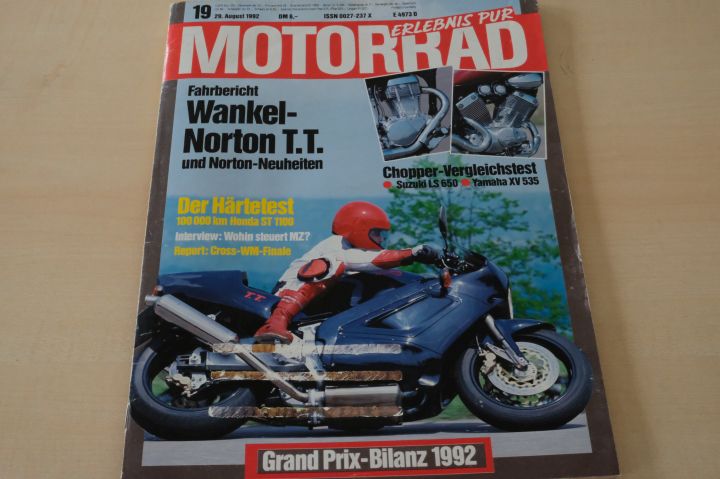 19
29. August 1992 DM 6,- ISSN 0027-237 X E 4973 D
ERLEBNIS PUR
MOTORRAD
Fahrbericht
Wankel-
Norton T.T.
und Norton-Neuheiten
Chopper-Vergleichstest
Suzuki LS 650 Yamaha XV 535
Der Härtetest
100 000 km Honda ST 1100
Interview: Wohin steuert MZ?
Report: Cross-WM-Finale
T.T.
Grand Prix-Bilanz 1992